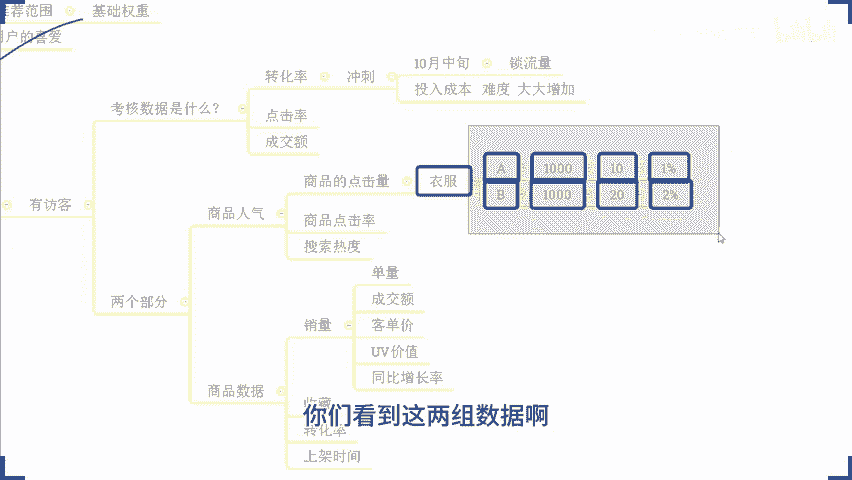 荐范围 基础权重
户的喜爱
10月中旬 锁流量
转化率 冲刺
投入成本 难度 大大增加
考核数据是什么？
点击率
成交额
A 1000 10 1%
商品的点击量 衣服
B 1000 20 2%
有访客
商品人气
商品点击率
搜索热度
单量
两个部分
成交额
销量 客单价
UV价值
同比增长率
商品数据
收藏
你们看到这两组数据啊
转化率
上架时间